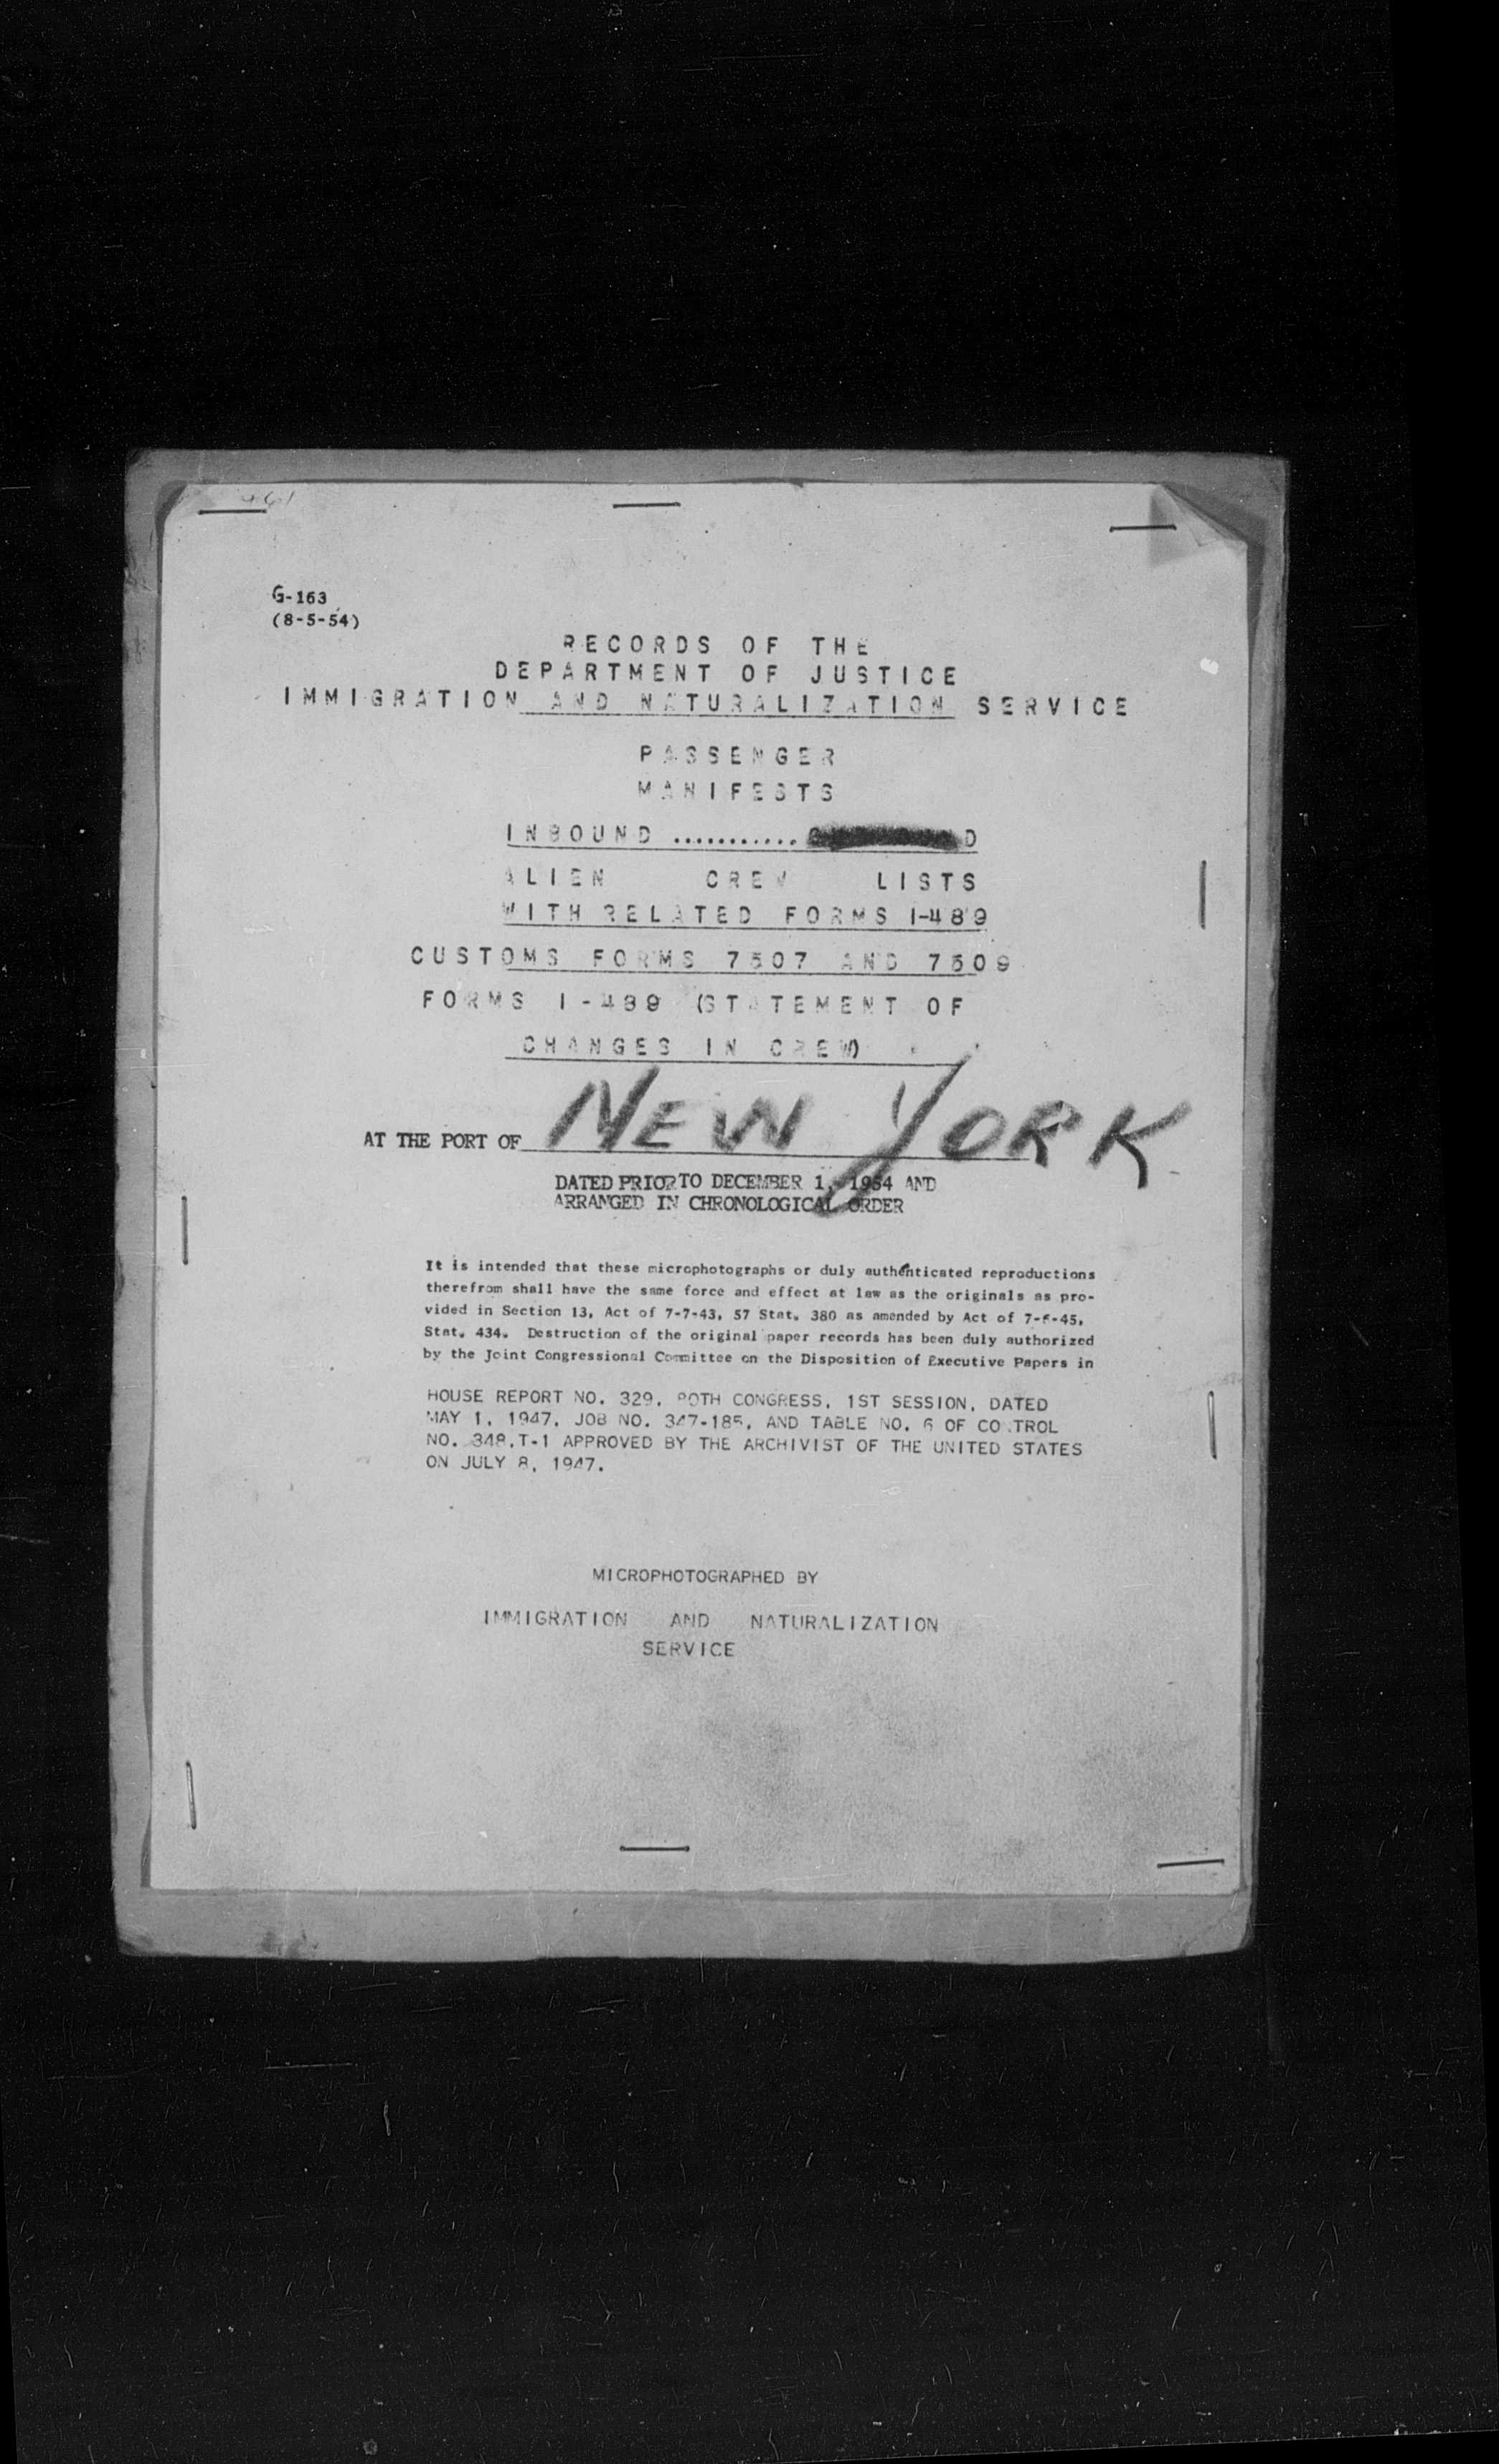 G-163
(8-5-54)
RECORDS OF THE
DEPARTMENT OF JUSTICE
IMMIGRATION AND NATURALIZATION SERVICE
PASSENGER
MANIFESTS
INBOUND ...........
ALIEN CREW LISTS
WITH RELATED FORMS I-489
CUSTOMS FORMS 7507 AND 7509
FORMS I-489 (STATEMENT OF
CHANGES IN CREW)
AT THE PORT OF NEW YORK
DATED PRIOR TO DECEMBER 1, 1954 AND
ARRANGED IN CHRONOLOGICAL ORDER
It is intended that these microphotographs or duly authenticated reproductions
therefrom shall have the same force and effect at law as the originals as pro-
vided in Section 13, Act of 7-7-43, 57 Stat. 380 as amended by Act of 7-6-45,
Stat. 434. Destruction of the original paper records has been duly authorized
by the Joint Congressional Committee on the Disposition of Executive Papers in
HOUSE REPORT NO. 329, 80TH CONGRESS, 1ST SESSION, DATED
MAY 1, 1947, JOB NO. 347-185, AND TABLE NO. 6 OF CO TROL
NO. 348,T-1 APPROVED BY THE ARCHIVIST OF THE UNITED STATES
ON JULY 8, 1947.
MICROPHOTOGRAPHED BY
IMMIGRATION AND NATURALIZATION
SERVICE